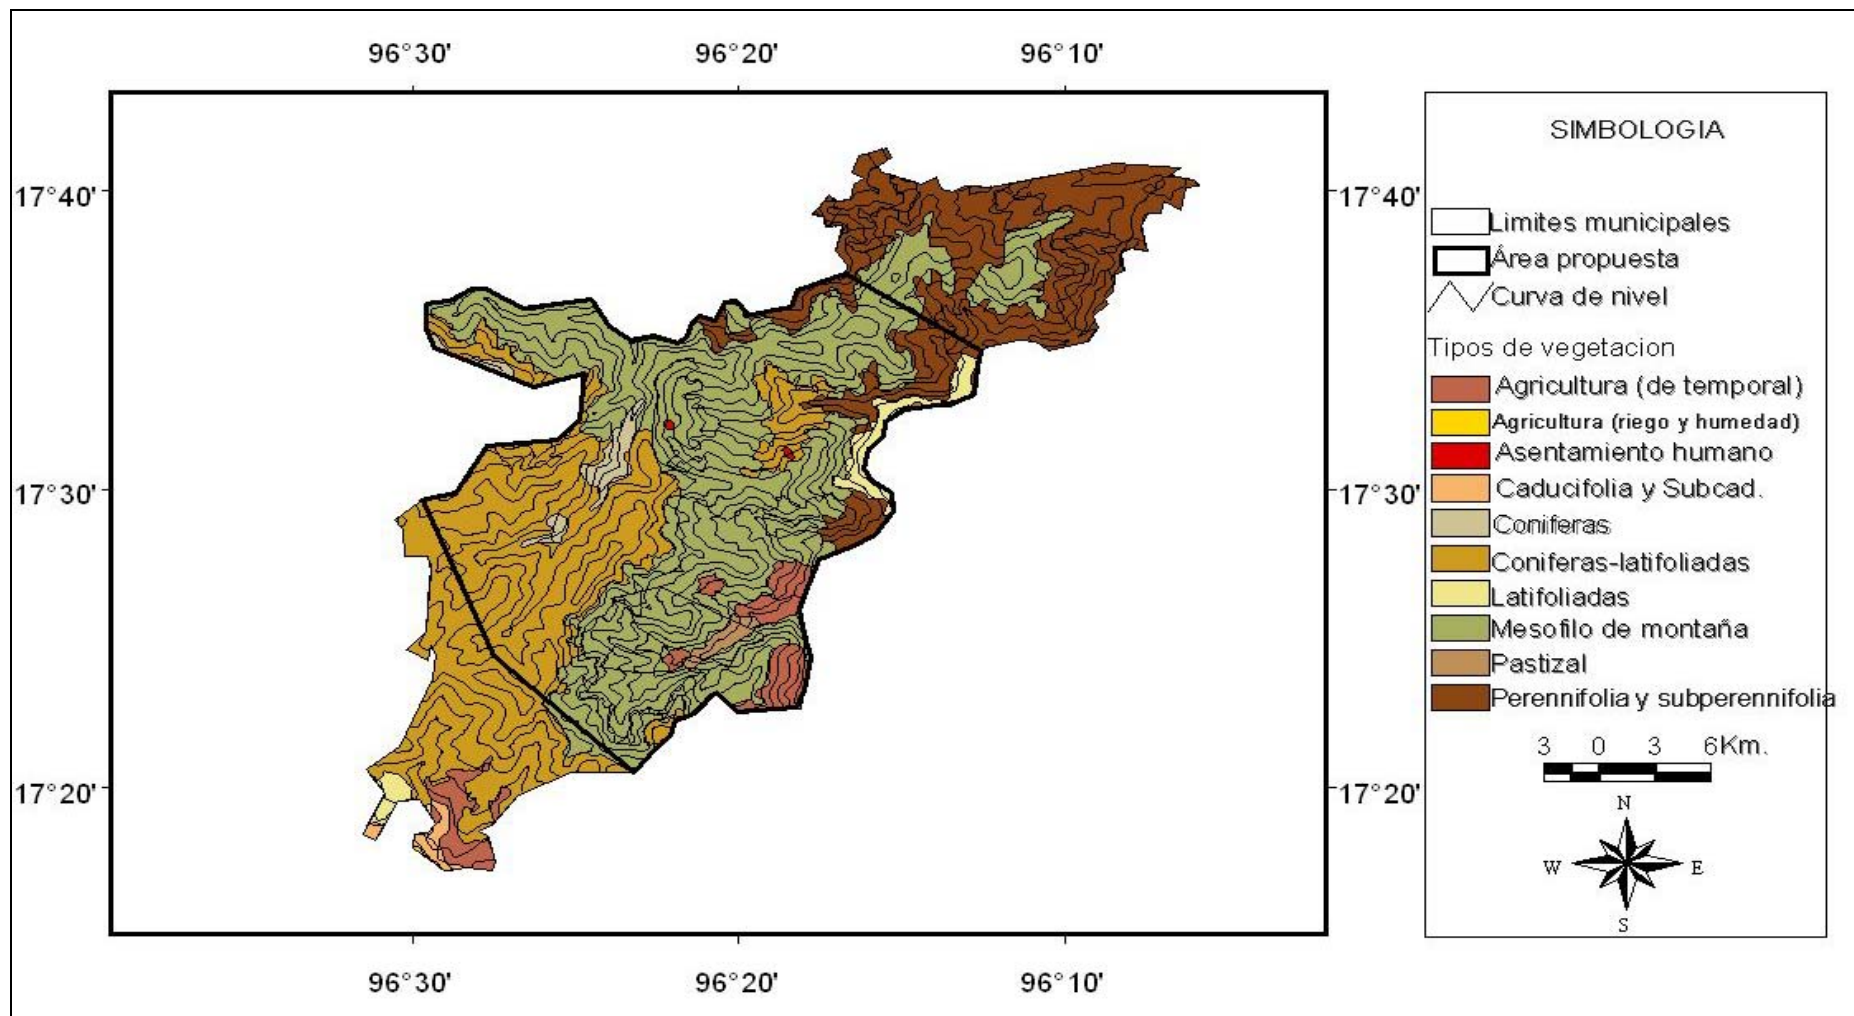 96°30' 96°20' 96°10'
17°40' 17°40'
17°30' 17°30'
17°20' 17°20'
96°30' 96°20' 96°10'
SIMBOLOGIA
Limites municipales
Área propuesta
Curva de nivel
Tipos de vegetacion
Agricultura (de temporal)
Agricultura (riego y humedad)
Asentamiento humano
Caducifolia y Subcad.
Coniferas
Coniferas-latifoliadas
Latifoliadas
Mesofilo de montaña
Pastizal
Perennifolia y subperennifolia
3 0 3 6Km.
N
W E
S